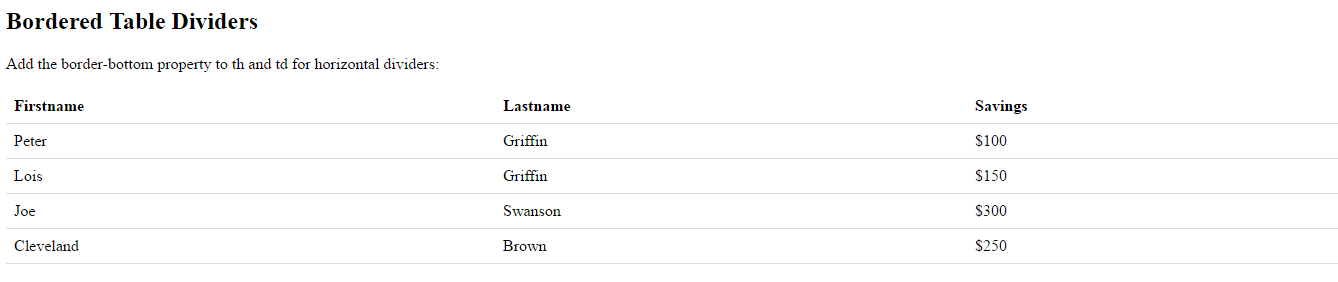 Bordered Table Dividers
Add the border-bottom property to th and td for horizontal dividers:
Firstname Lastname Savings
Peter Griffin $100
Lois Griffin $150
Joe Swanson $300
Cleveland Brown $250